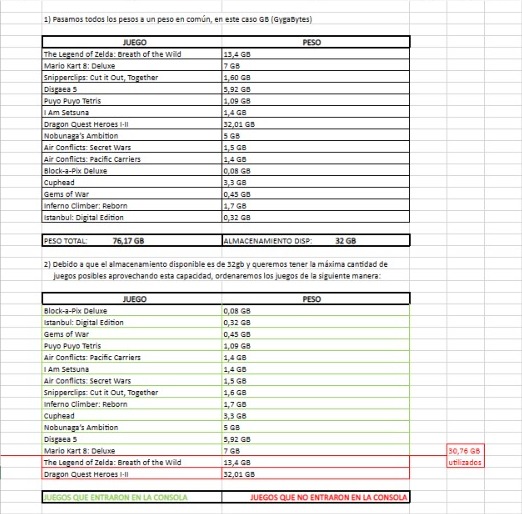 1) Pasamos todos los pesos a un peso en común, en este caso GB (GygaBytes)
JUEGO PESO
The Legend of Zelda: Breath of the Wild 13,4 GB
Mario Kart 8: Deluxe 7 GB
Snipperclips: Cut it Out, Together 1,60 GB
Disgaea 5 5,92 GB
Puyo Puyo Tetris 1,09 GB
I Am Setsuna 1,4 GB
Dragon Quest Heroes I-II 32,01 GB
Nobunaga's Ambition 5 GB
Air Conflicts: Secret Wars 1,5 GB
Air Conflicts: Pacific Carriers 1,4 GB
Block-a-Pix Deluxe 0,08 GB
Cuphead 3,3 GB
Gems of War 0,45 GB
Inferno Climber: Reborn 1,7 GB
Istanbul: Digital Edition 0,32 GB
PESO TOTAL: 76,17 GB ALMACENAMIENTO DISP: 32 GB
2) Debido a que el almacenamiento disponible es de 32gb y queremos tener la máxima cantidad de
juegos posibles aprovechando esta capacidad, ordenaremos los juegos de la siguiente manera:
JUEGO PESO
Block-a-Pix Deluxe 0,08 GB
Istanbul: Digital Edition 0,32 GB
Gems of War 0,45 GB
Puyo Puyo Tetris 1,09 GB
Air Conflicts: Pacific Carriers 1,4 GB
I Am Setsuna 1,4 GB
Air Conflicts: Secret Wars 1,5 GB
Snipperclips: Cut it Out, Together 1,6 GB
Inferno Climber: Reborn 1,7 GB
Cuphead 3,3 GB
Nobunaga's Ambition 5 GB
Disgaea 5 5,92 GB
Mario Kart 8: Deluxe 7 GB 30,76 GB
The Legend of Zelda: Breath of the Wild 13,4 GB utilizados
Dragon Quest Heroes I-II 32,01 GB
JUEGOS QUE ENTRARON EN LA CONSOLA JUEGOS QUE NO ENTRARON EN LA CONSOLA